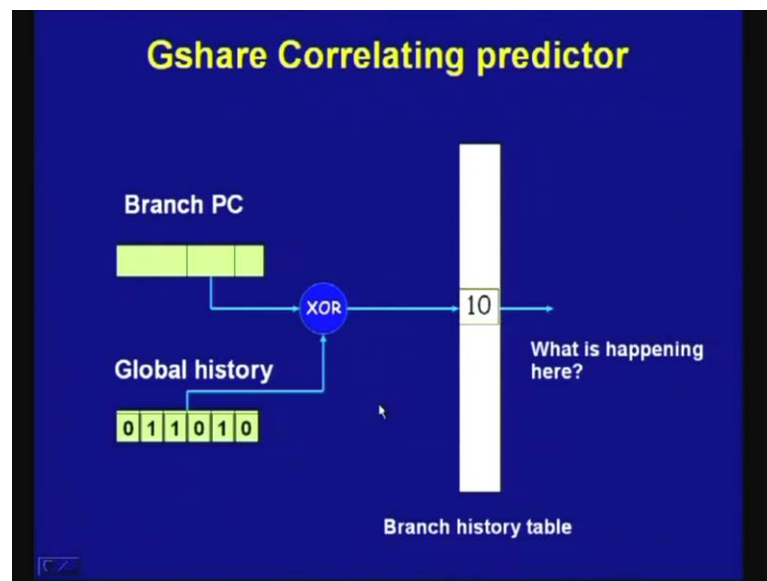 Gshare Correlating predictor
Branch PC
XOR
10
What is happening
here?
Global history
0 1 1 0 1 0
Branch history table